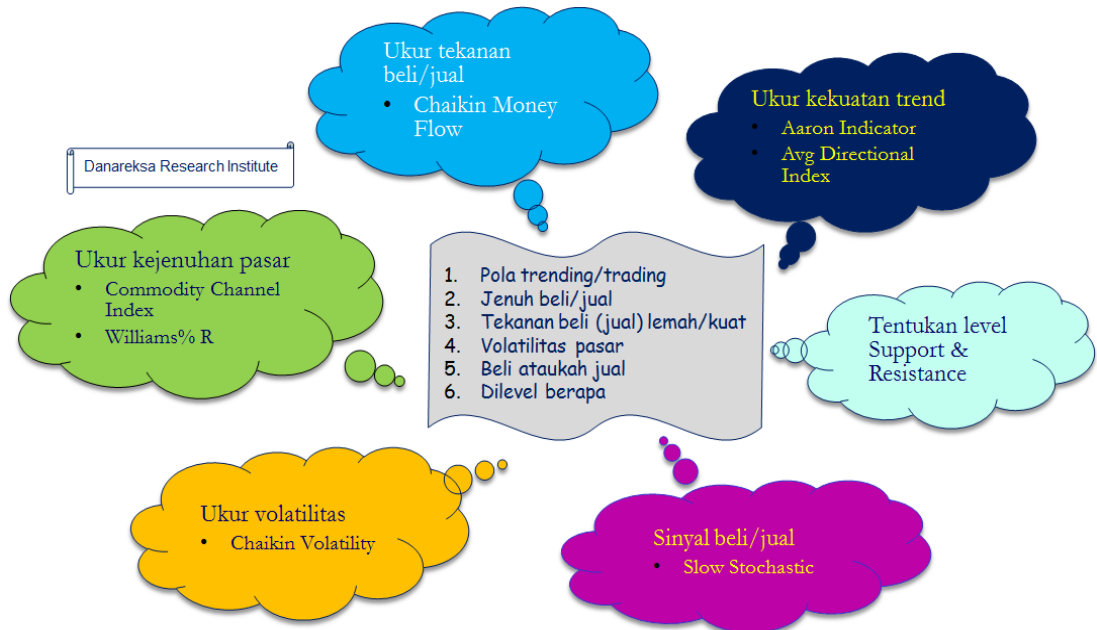 Ukur tekanan
beli/jual
• Chaikin Money
Flow
Ukur kekuatan trend
• Aaron Indicator
• Avg Directional
Index
Danareksa Research Institute
Ukur kejenuhan pasar
• Commodity Channel
Index
• Williams% R
1. Pola trending/trading
2. Jenuh beli/jual
3. Tekanan beli (jual) lemah/kuat
4. Volatilitas pasar
5. Beli ataukah jual
6. Dilevel berapa
Tentukan level
Support &
Resistance
Ukur volatilitas
• Chaikin Volatility
Sinyal beli/jual
• Slow Stochastic